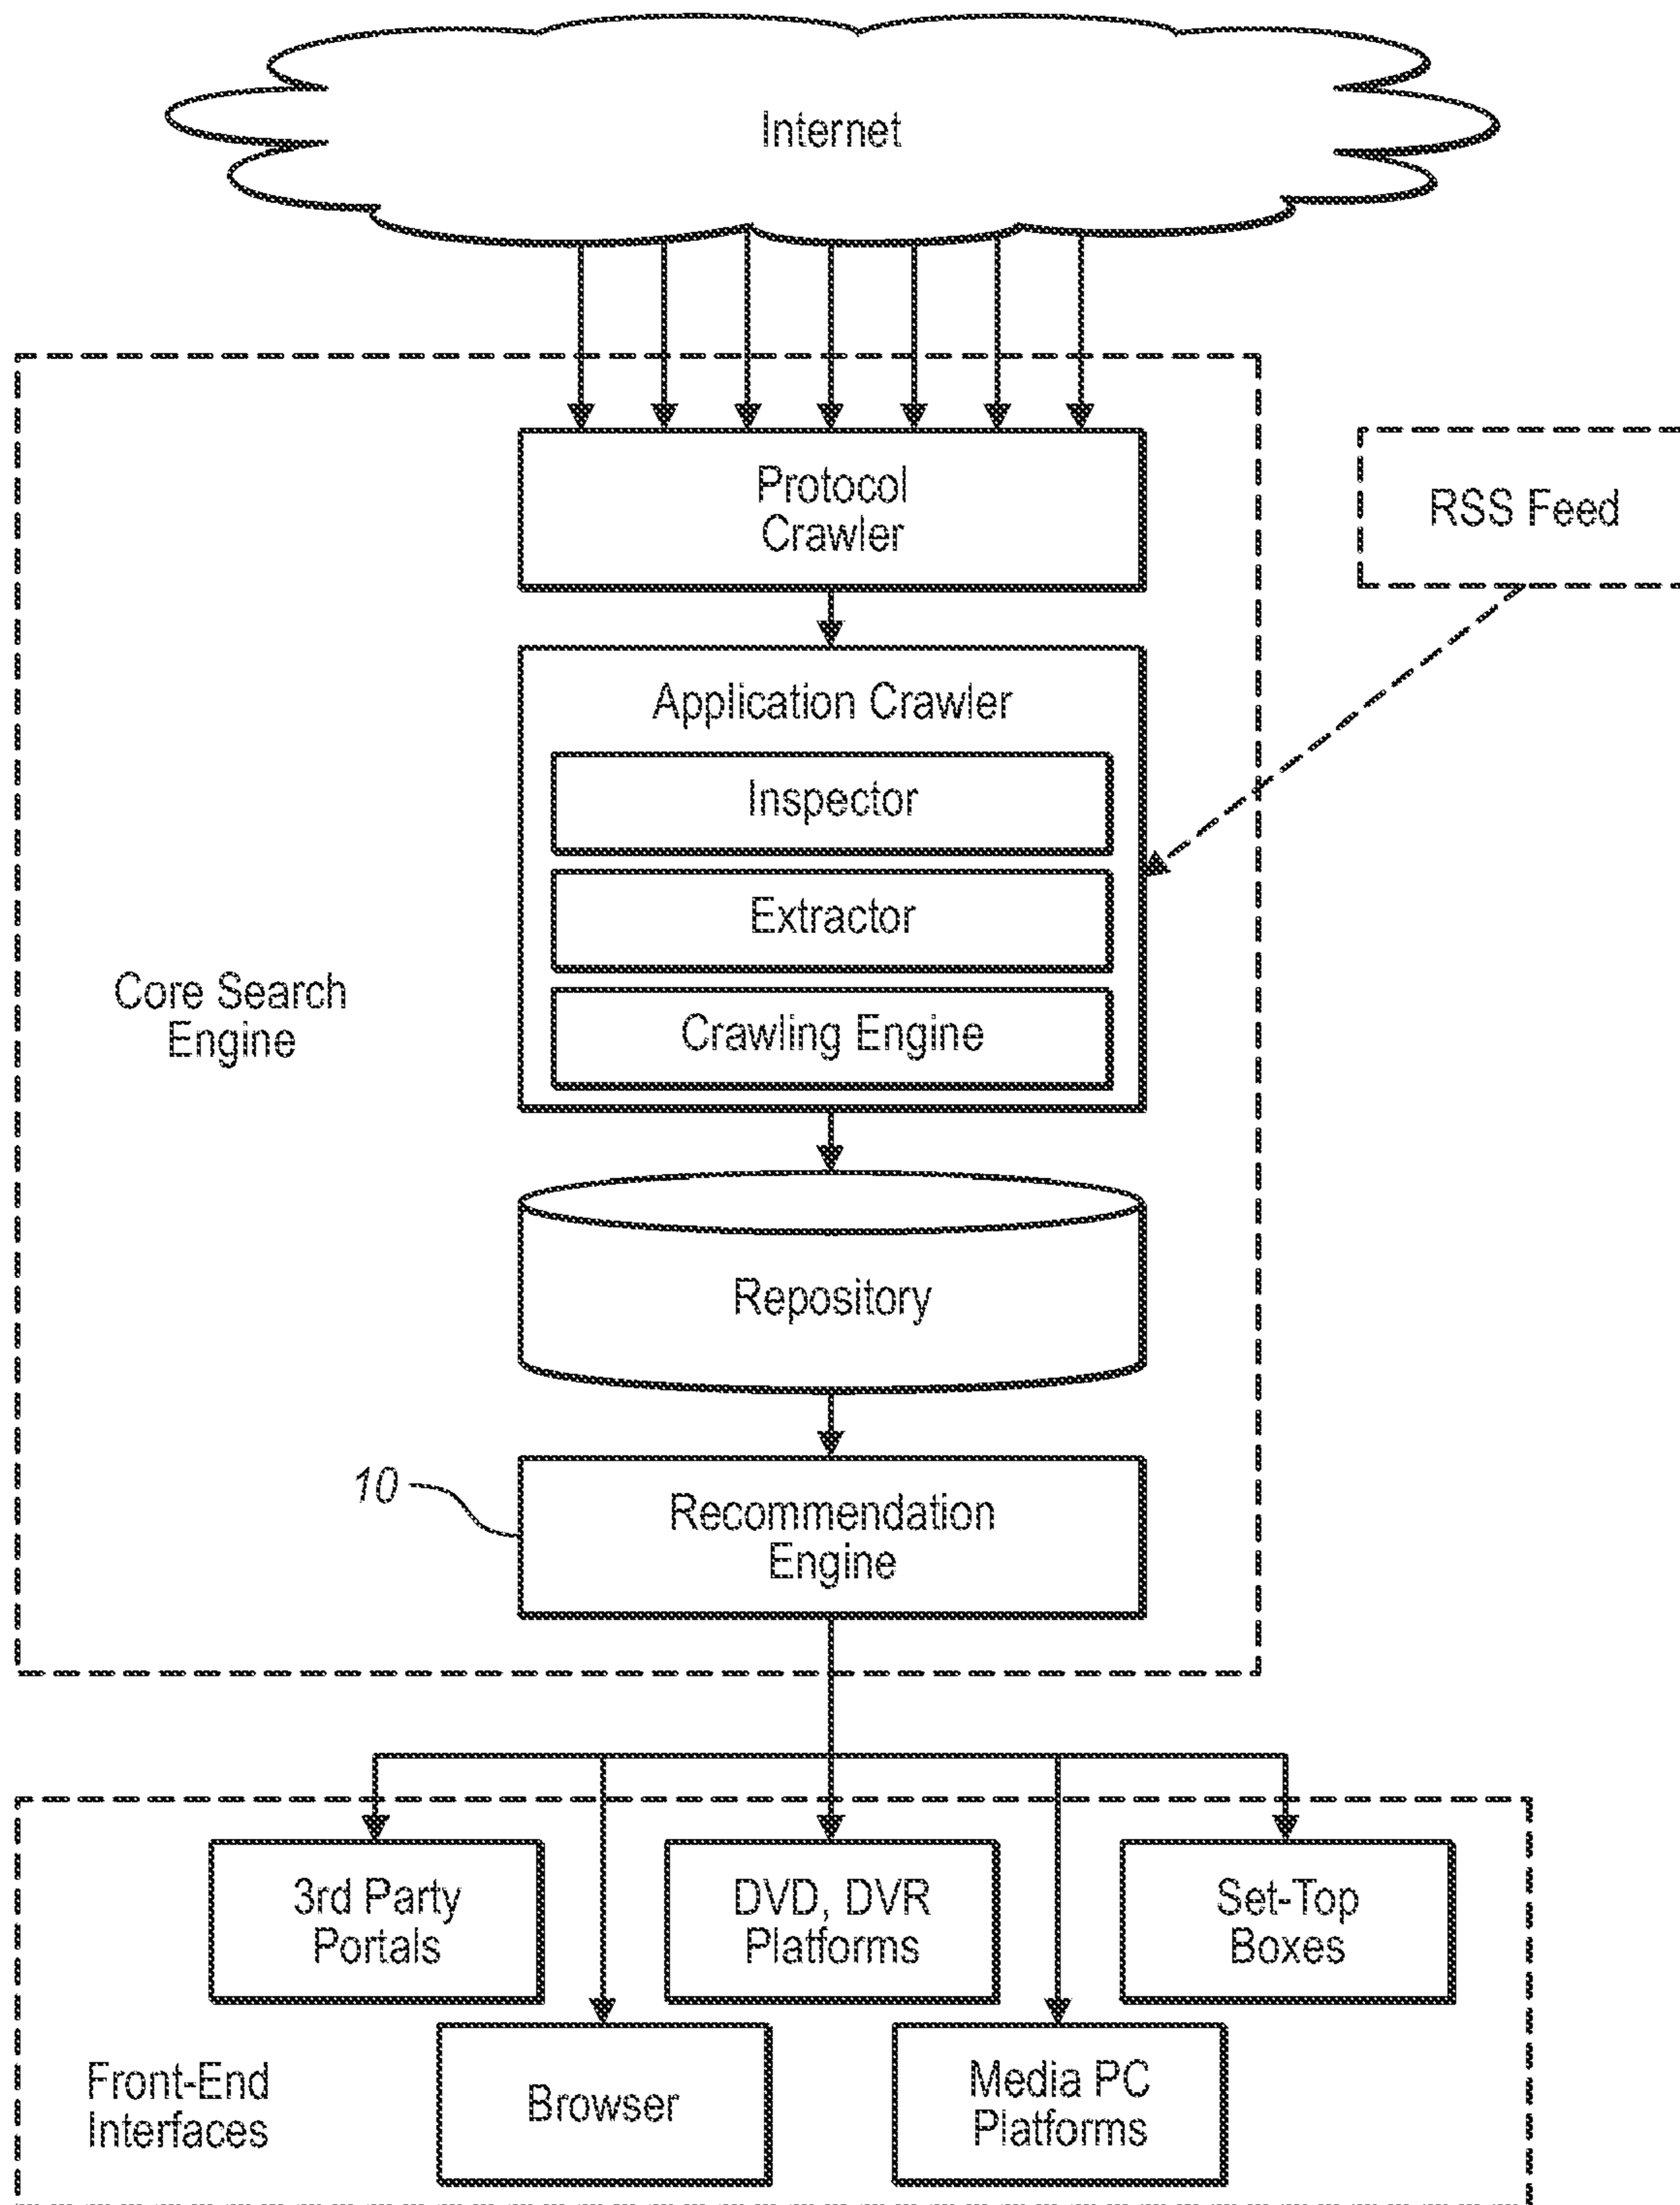 Internet
Protocol
Crawler
RSS Feed
Application Crawler
Inspector
Extractor
Crawling Engine
Core Search
Engine
Repository
10
Recommendation
Engine
3rd Party
Portals
DVD, DVR
Platforms
Set-Top
Boxes
Front-End
Interfaces
Browser
Media PC
Platforms